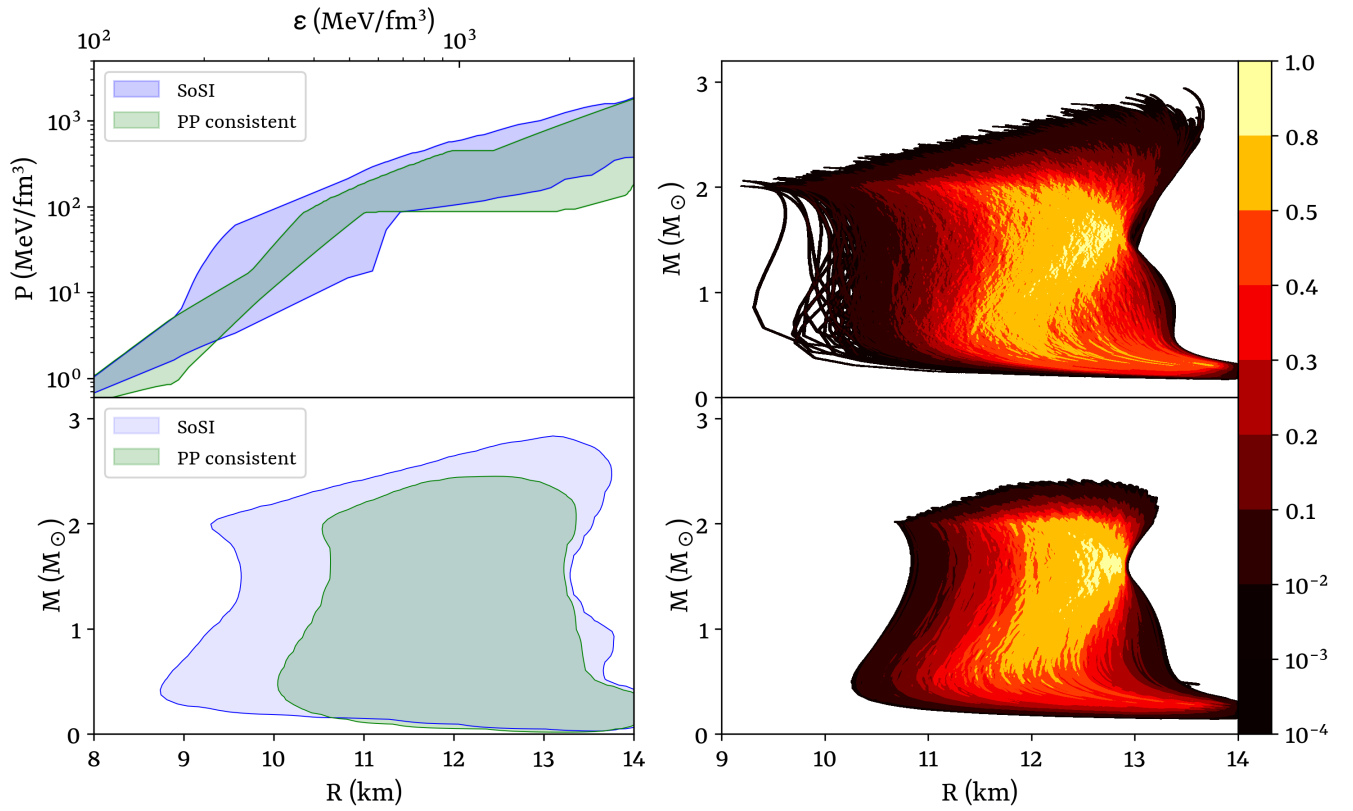 ε (MeV/fm³)
10² 10³
SoSI
PP consistent
P (MeV/fm³)
10³
10²
10¹
10⁰
SoSI
PP consistent
M (M☉)
3
2
1
0
8 9 10 11 12 13 14
R (km)
M (M☉)
3
2
1
0
M (M☉)
3
2
1
0
9 10 11 12 13 14
R (km)
1.0
0.8
0.5
0.4
0.3
0.2
0.1
10⁻²
10⁻³
10⁻⁴